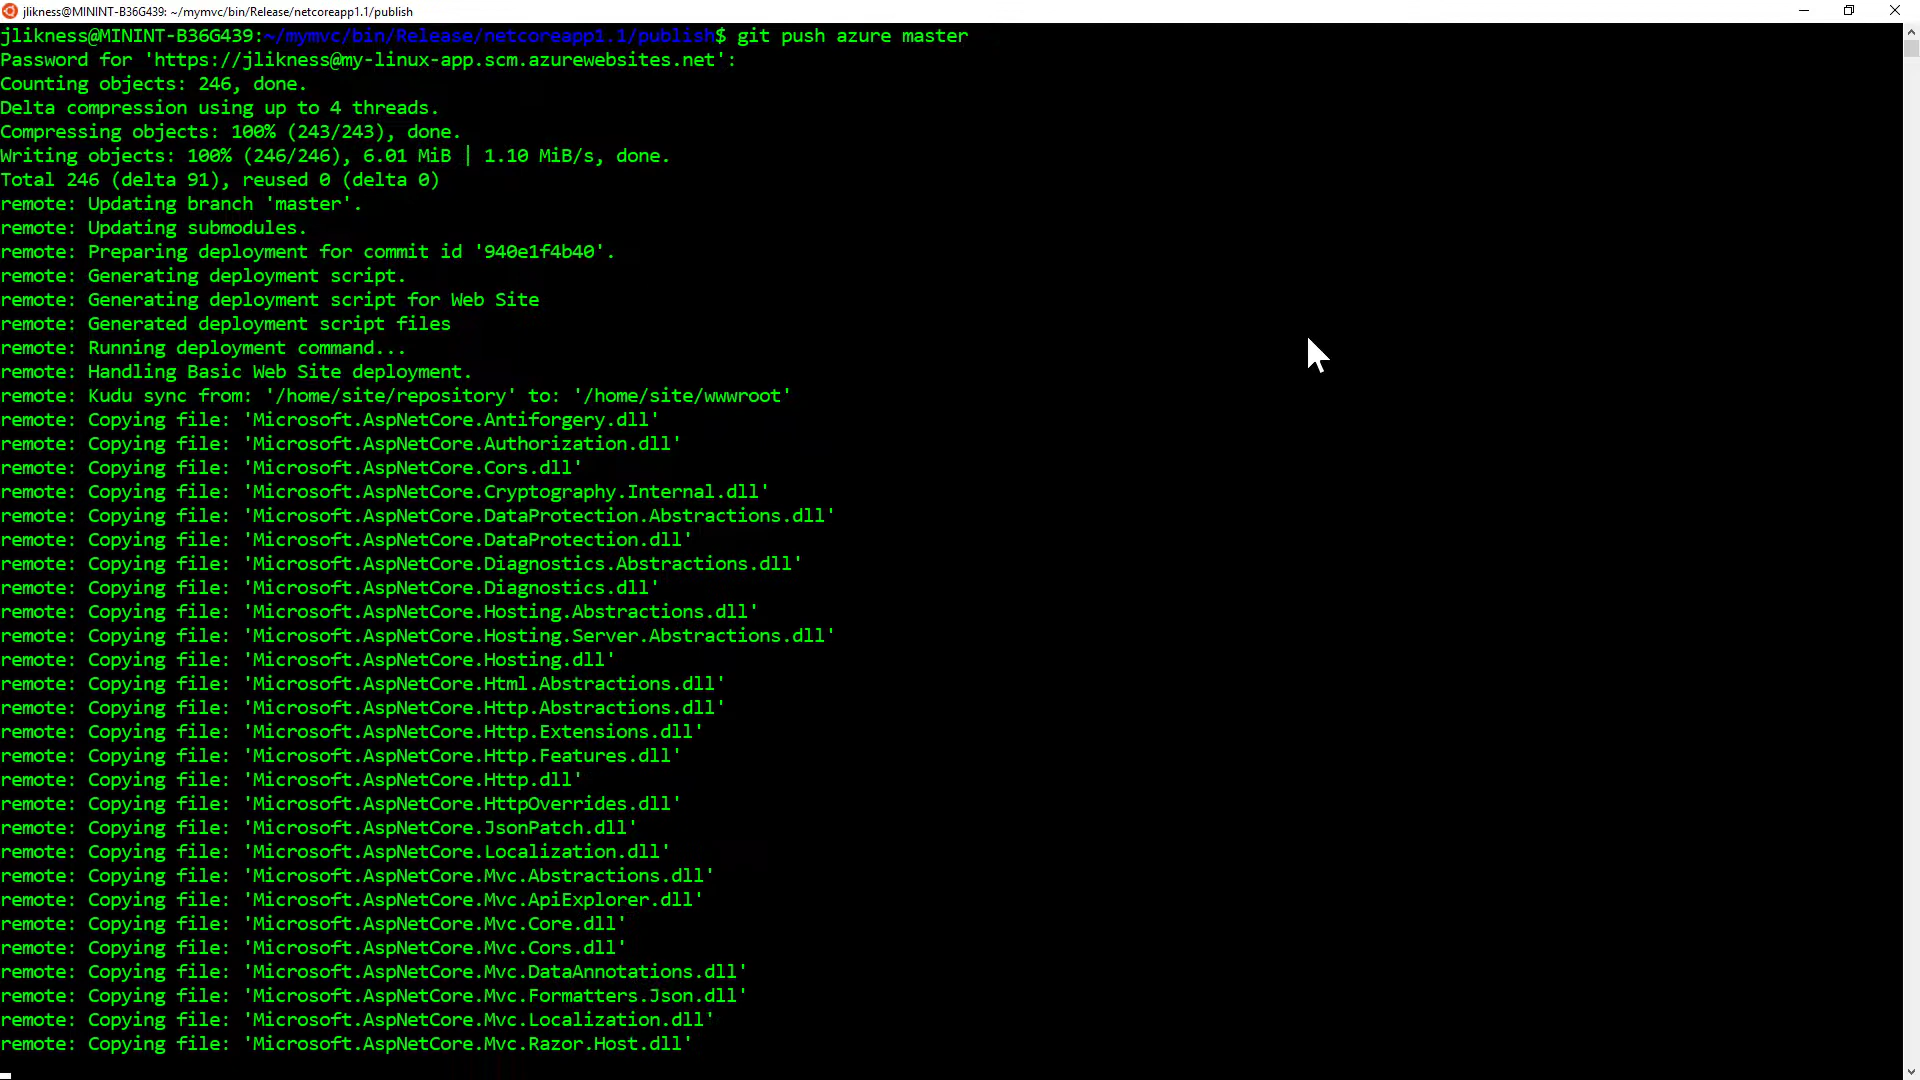 jlikness@MININT-B36G439: ~/mymvc/bin/Release/netcoreapp1.1/publish
jlikness@MININT-B36G439:~/mymvc/bin/Release/netcoreapp1.1/publish$ git push azure master
Password for 'https://jlikness@my-linux-app.scm.azurewebsites.net':
Counting objects: 246, done.
Delta compression using up to 4 threads.
Compressing objects: 100% (243/243), done.
Writing objects: 100% (246/246), 6.01 MiB | 1.10 MiB/s, done.
Total 246 (delta 91), reused 0 (delta 0)
remote: Updating branch 'master'.
remote: Updating submodules.
remote: Preparing deployment for commit id '940e1f4b40'.
remote: Generating deployment script.
remote: Generating deployment script for Web Site
remote: Generated deployment script files
remote: Running deployment command...
remote: Handling Basic Web Site deployment.
remote: Kudu sync from: '/home/site/repository' to: '/home/site/wwwroot'
remote: Copying file: 'Microsoft.AspNetCore.Antiforgery.dll'
remote: Copying file: 'Microsoft.AspNetCore.Authorization.dll'
remote: Copying file: 'Microsoft.AspNetCore.Cors.dll'
remote: Copying file: 'Microsoft.AspNetCore.Cryptography.Internal.dll'
remote: Copying file: 'Microsoft.AspNetCore.DataProtection.Abstractions.dll'
remote: Copying file: 'Microsoft.AspNetCore.DataProtection.dll'
remote: Copying file: 'Microsoft.AspNetCore.Diagnostics.Abstractions.dll'
remote: Copying file: 'Microsoft.AspNetCore.Diagnostics.dll'
remote: Copying file: 'Microsoft.AspNetCore.Hosting.Abstractions.dll'
remote: Copying file: 'Microsoft.AspNetCore.Hosting.Server.Abstractions.dll'
remote: Copying file: 'Microsoft.AspNetCore.Hosting.dll'
remote: Copying file: 'Microsoft.AspNetCore.Html.Abstractions.dll'
remote: Copying file: 'Microsoft.AspNetCore.Http.Abstractions.dll'
remote: Copying file: 'Microsoft.AspNetCore.Http.Extensions.dll'
remote: Copying file: 'Microsoft.AspNetCore.Http.Features.dll'
remote: Copying file: 'Microsoft.AspNetCore.Http.dll'
remote: Copying file: 'Microsoft.AspNetCore.HttpOverrides.dll'
remote: Copying file: 'Microsoft.AspNetCore.JsonPatch.dll'
remote: Copying file: 'Microsoft.AspNetCore.Localization.dll'
remote: Copying file: 'Microsoft.AspNetCore.Mvc.Abstractions.dll'
remote: Copying file: 'Microsoft.AspNetCore.Mvc.ApiExplorer.dll'
remote: Copying file: 'Microsoft.AspNetCore.Mvc.Core.dll'
remote: Copying file: 'Microsoft.AspNetCore.Mvc.Cors.dll'
remote: Copying file: 'Microsoft.AspNetCore.Mvc.DataAnnotations.dll'
remote: Copying file: 'Microsoft.AspNetCore.Mvc.Formatters.Json.dll'
remote: Copying file: 'Microsoft.AspNetCore.Mvc.Localization.dll'
remote: Copying file: 'Microsoft.AspNetCore.Mvc.Razor.Host.dll'